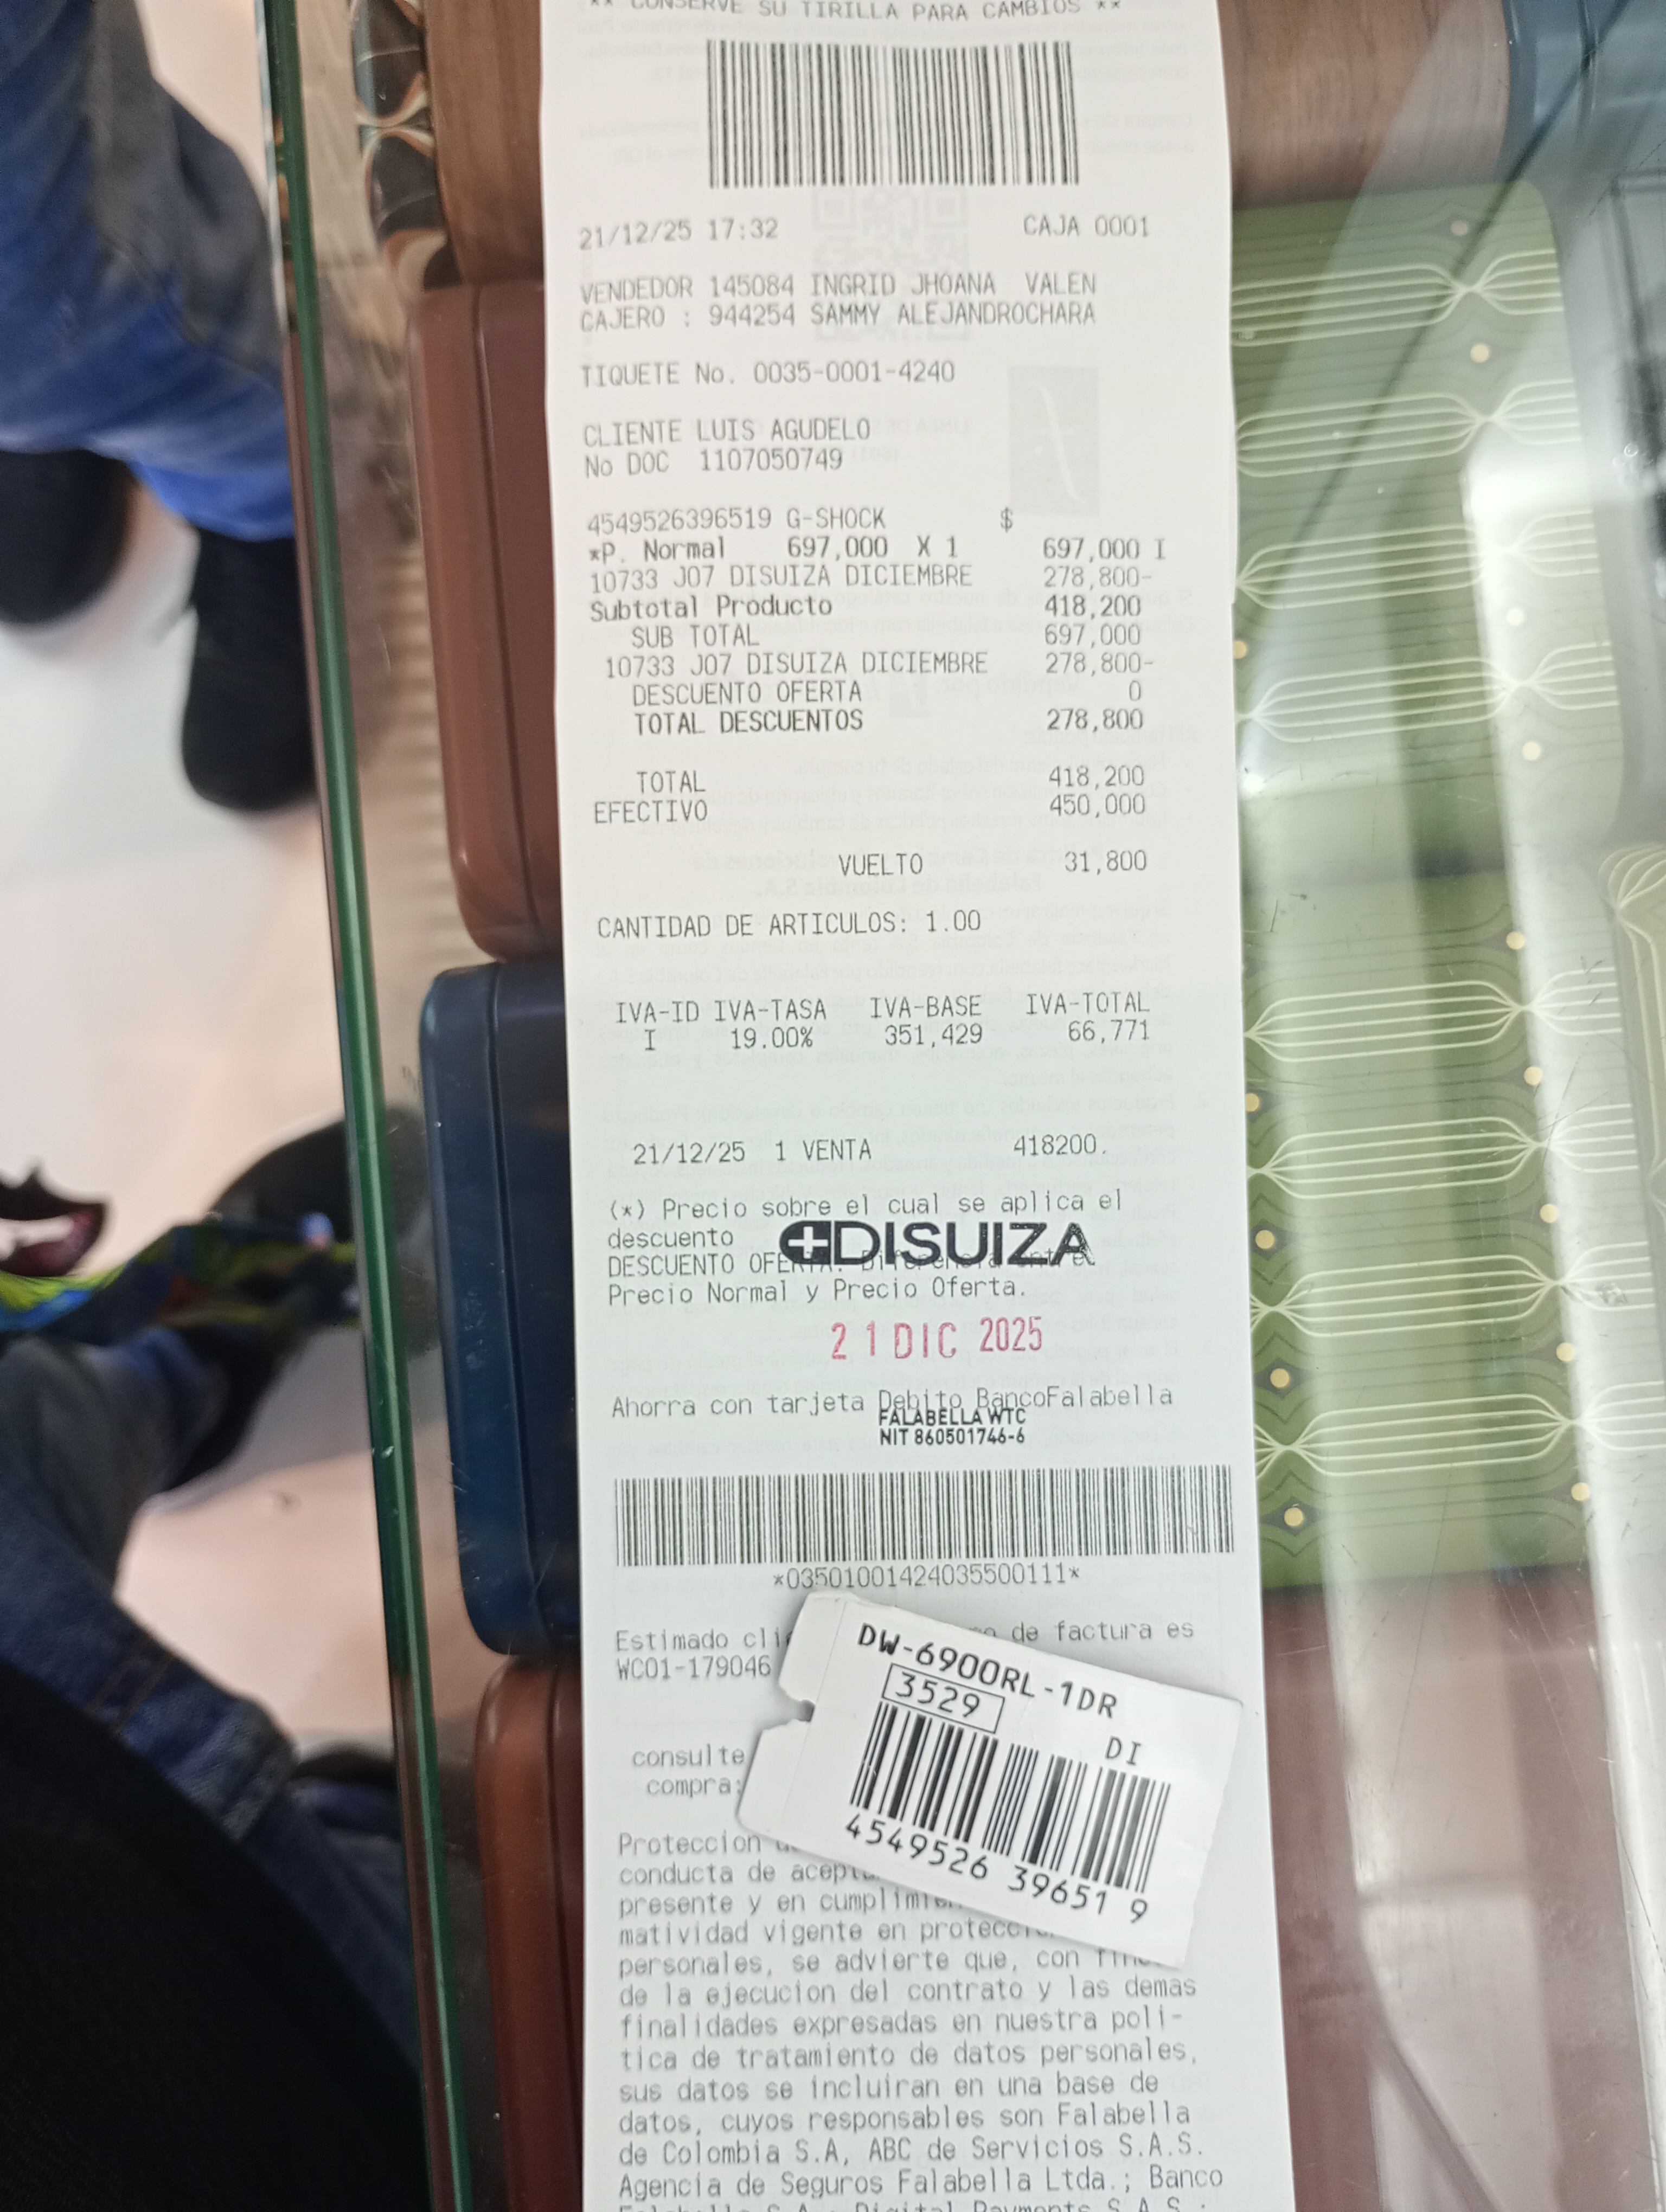 ** CONSERVE SU TIRILLA PARA CAMBIOS **
21/12/25 17:32 CAJA 0001
VENDEDOR 145084 INGRID JHOANA VALEN
CAJERO : 944254 SAMMY ALEJANDROCHARA
TIQUETE No. 0035-0001-4240
CLIENTE LUIS AGUDELO
No DOC 1107050749
4549526396519 G-SHOCK $
*P. Normal 697,000 X 1 697,000 I
10733 J07 DISUIZA DICIEMBRE 278,800-
Subtotal Producto 418,200
SUB TOTAL 697,000
10733 J07 DISUIZA DICIEMBRE 278,800-
DESCUENTO OFERTA 0
TOTAL DESCUENTOS 278,800
TOTAL 418,200
EFECTIVO 450,000
VUELTO 31,800
CANTIDAD DE ARTICULOS: 1.00
IVA-ID IVA-TASA IVA-BASE IVA-TOTAL
I 19.00% 351,429 66,771
21/12/25 1 VENTA 418200.
(*) Precio sobre el cual se aplica el
descuento
DISUIZA
DESCUENTO OFERTA: Diferencia entre
Precio Normal y Precio Oferta.
21 DIC 2025
Ahorra con tarjeta Debito BancoFalabella
FALABELLA WTC
NIT 860501746-6
*03501001424035500111*
Estimado cli de factura es
WC01-179046
DW-6900RL-1DR
3529
DI
4549526 39651 9
consulte
compra:
Proteccion
conducta de acept
presente y en cumplimie
matividad vigente en protecci
personales, se advierte que, con fine
de la ejecucion del contrato y las demas
finalidades expresadas en nuestra poli-
tica de tratamiento de datos personales,
sus datos se incluiran en una base de
datos, cuyos responsables son Falabella
de Colombia S.A, ABC de Servicios S.A.S.
Agencia de Seguros Falabella Ltda.; Banco
Falabella S.A.; Digital Payments S.A.S.;